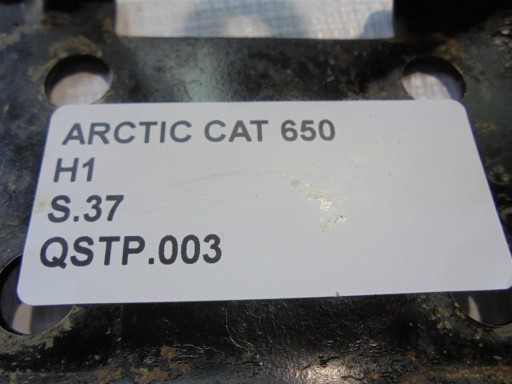 ARCTIC CAT 650
H1
S.37
QSTP.003